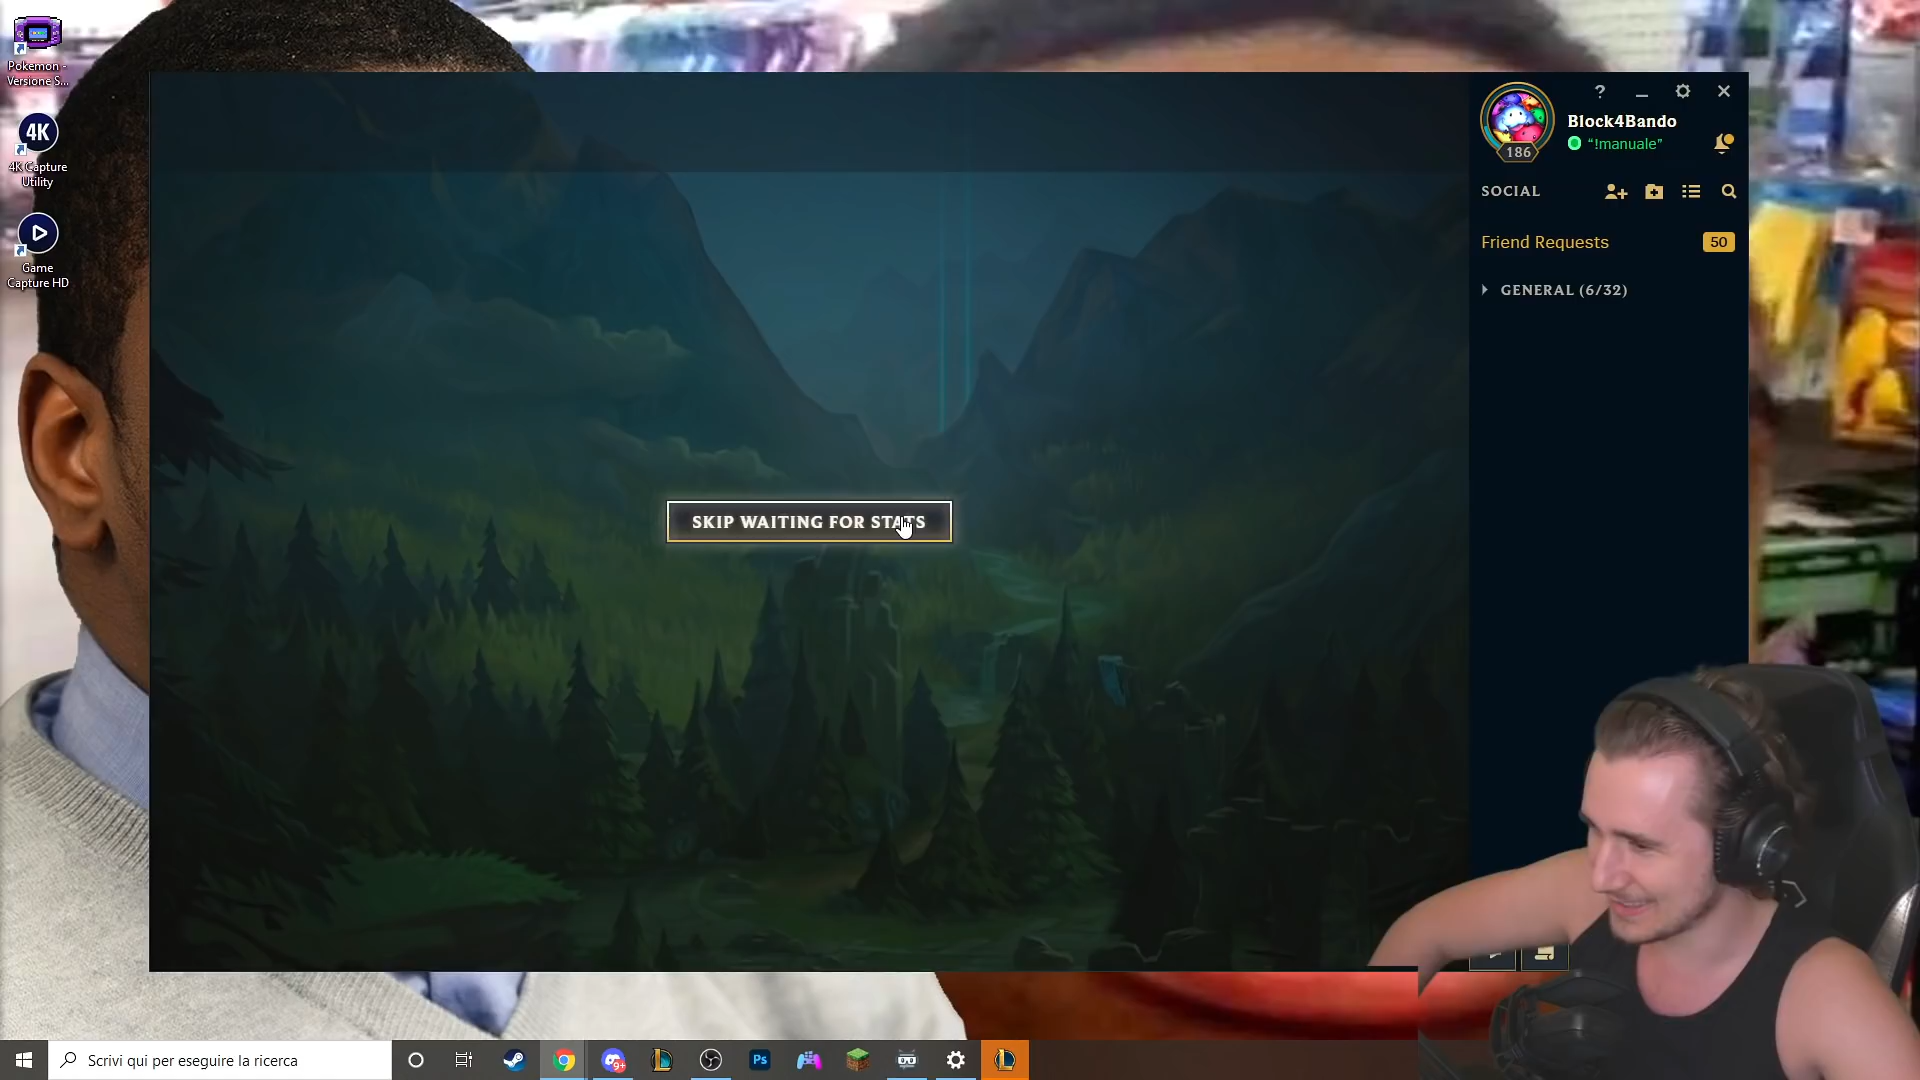 Pokemon -
Versione S...
4K
4K Capture
Utility
Game
Capture HD
SKIP WAITING FOR STATS
?
186
Block4Bando
"!manuale"
SOCIAL
Friend Requests
50
GENERAL (6/32)
Scrivi qui per eseguire la ricerca
9+
Ps